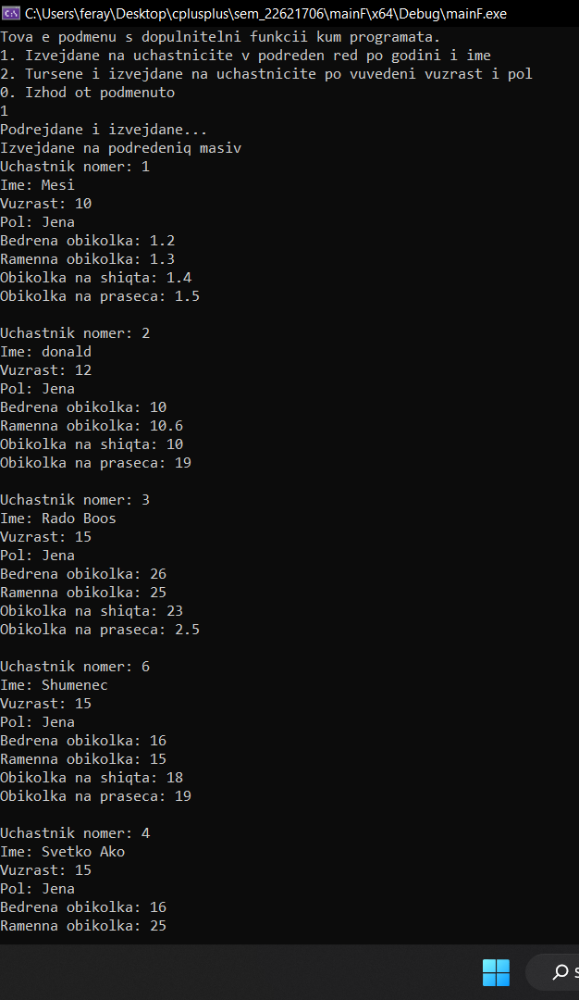 C:\Users\feray\Desktop\cplusplus\sem_22621706\mainF\x64\Debug\mainF.exe
Tova e podmenu s dopulnitelni funkcii kum programata.
1. Izvejdane na uchastnicite v podreden red po godini i ime
2. Tursene i izvejdane na uchastnicite po vuvedeni vuzrast i pol
0. Izhod ot podmenuto
1
Podrejdane i izvejdane...
Izvejdane na podredeniq masiv
Uchastnik nomer: 1
Ime: Mesi
Vuzrast: 10
Pol: Jena
Bedrena obikolka: 1.2
Ramenna obikolka: 1.3
Obikolka na shiqta: 1.4
Obikolka na praseca: 1.5
Uchastnik nomer: 2
Ime: donald
Vuzrast: 12
Pol: Jena
Bedrena obikolka: 10
Ramenna obikolka: 10.6
Obikolka na shiqta: 10
Obikolka na praseca: 19
Uchastnik nomer: 3
Ime: Rado Boos
Vuzrast: 15
Pol: Jena
Bedrena obikolka: 26
Ramenna obikolka: 25
Obikolka na shiqta: 23
Obikolka na praseca: 2.5
Uchastnik nomer: 6
Ime: Shumenec
Vuzrast: 15
Pol: Jena
Bedrena obikolka: 16
Ramenna obikolka: 15
Obikolka na shiqta: 18
Obikolka na praseca: 19
Uchastnik nomer: 4
Ime: Svetko Ako
Vuzrast: 15
Pol: Jena
Bedrena obikolka: 16
Ramenna obikolka: 25